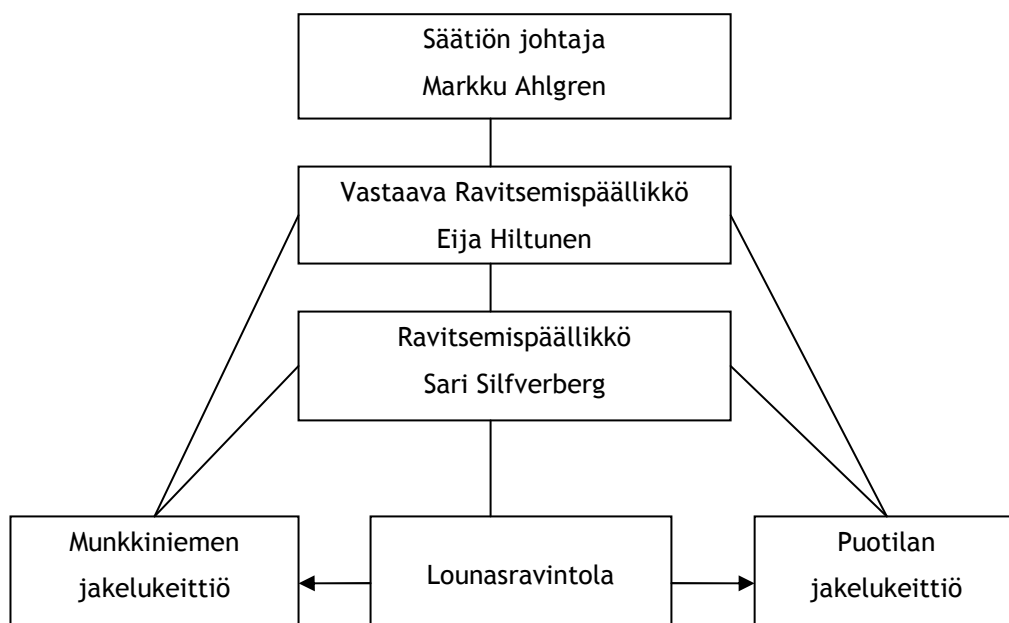 Säätiön johtaja
Markku Ahlgren
Vastaava Ravitsemispäällikkö
Eija Hiltunen
Ravitsemispäällikkö
Sari Silfverberg
Munkkiniemen
jakelukeittiö
Lounasravintola
Puotilan
jakelukeittiö